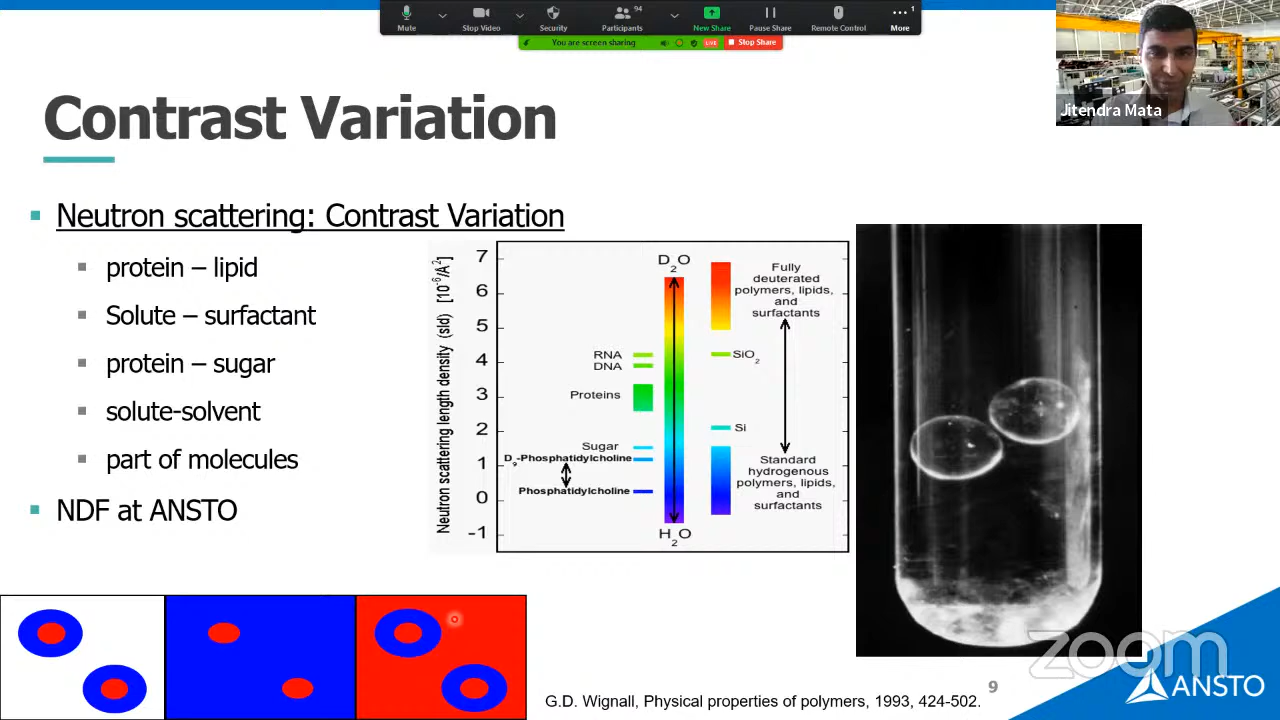 94
1
Mute
Stop Video
Security
Participants
New Share
Pause Share
Remote Control
More
You are screen sharing
LIVE
Stop Share
Jitendra Mata
Contrast Variation
Neutron scattering: Contrast Variation
protein – lipid
Solute – surfactant
protein – sugar
solute-solvent
part of molecules
NDF at ANSTO
Neutron scattering length density (sld) [10⁻⁶/Å²]
7
6
5
4
3
2
1
0
-1
D₂O
RNA
DNA
Proteins
Sugar
D₉-Phosphatidylcholine
Phosphatidylcholine
H₂O
Fully
deuterated
polymers, lipids,
and
surfactants
SiO₂
Si
Standard
hydrogenous
polymers, lipids,
and
surfactants
G.D. Wignall, Physical properties of polymers, 1993, 424-502.
9
zoom
ANSTO